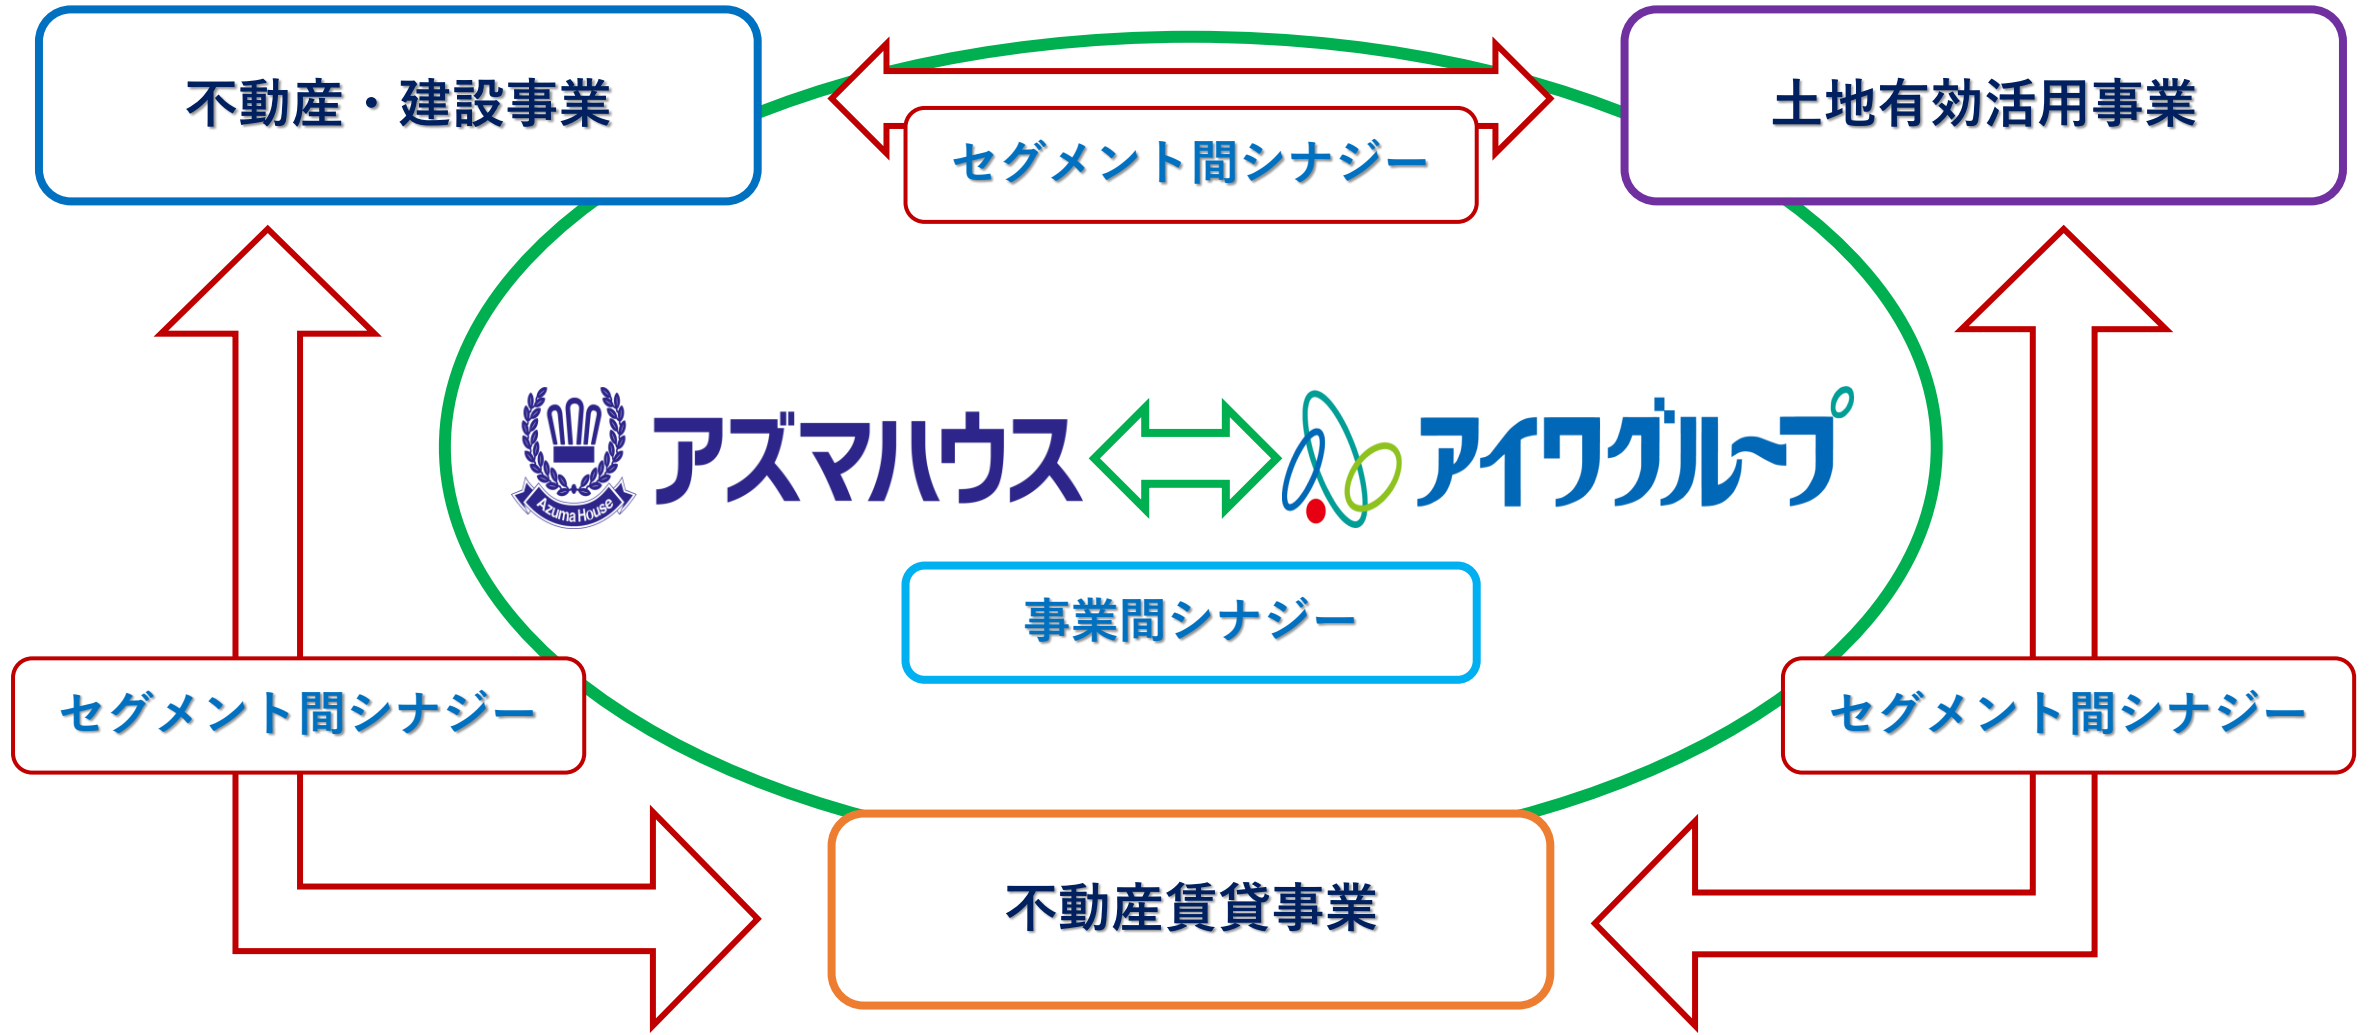 不動産・建設事業
土地有効活用事業
セグメント間シナジー
アズマハウス
Azuma House
アイワグループ
事業間シナジー
セグメント間シナジー
セグメント間シナジー
不動産賃貸事業